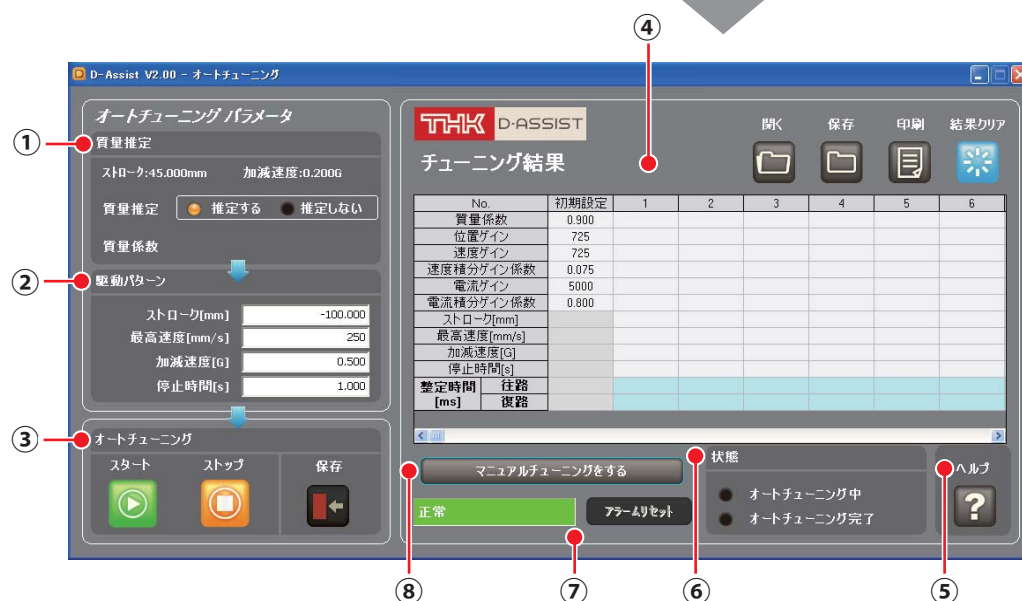 ④
D-Assist V2.00 - オートチューニング
オートチューニング パラメータ
①
質量推定
ストローク:45.000mm 加減速度:0.200G
質量推定 推定する 推定しない
質量係数
②
駆動パターン
ストローク[mm] -100.000
最高速度[mm/s] 250
加減速度[G] 0.500
停止時間[s] 1.000
③
オートチューニング
スタート ストップ 保存
THK D-ASSIST
チューニング結果
開く 保存 印刷 結果クリア
No. 初期設定 1 2 3 4 5 6
質量係数 0.900
位置ゲイン 725
速度ゲイン 725
速度積分ゲイン係数 0.075
電流ゲイン 5000
電流積分ゲイン係数 0.800
ストローク[mm]
最高速度[mm/s]
加減速度[G]
停止時間[s]
整定時間 往路
[ms] 復路
マニュアルチューニングをする
正常 アラームリセット
状態
オートチューニング中
オートチューニング完了
ヘルプ
?
⑧ ⑦ ⑥ ⑤